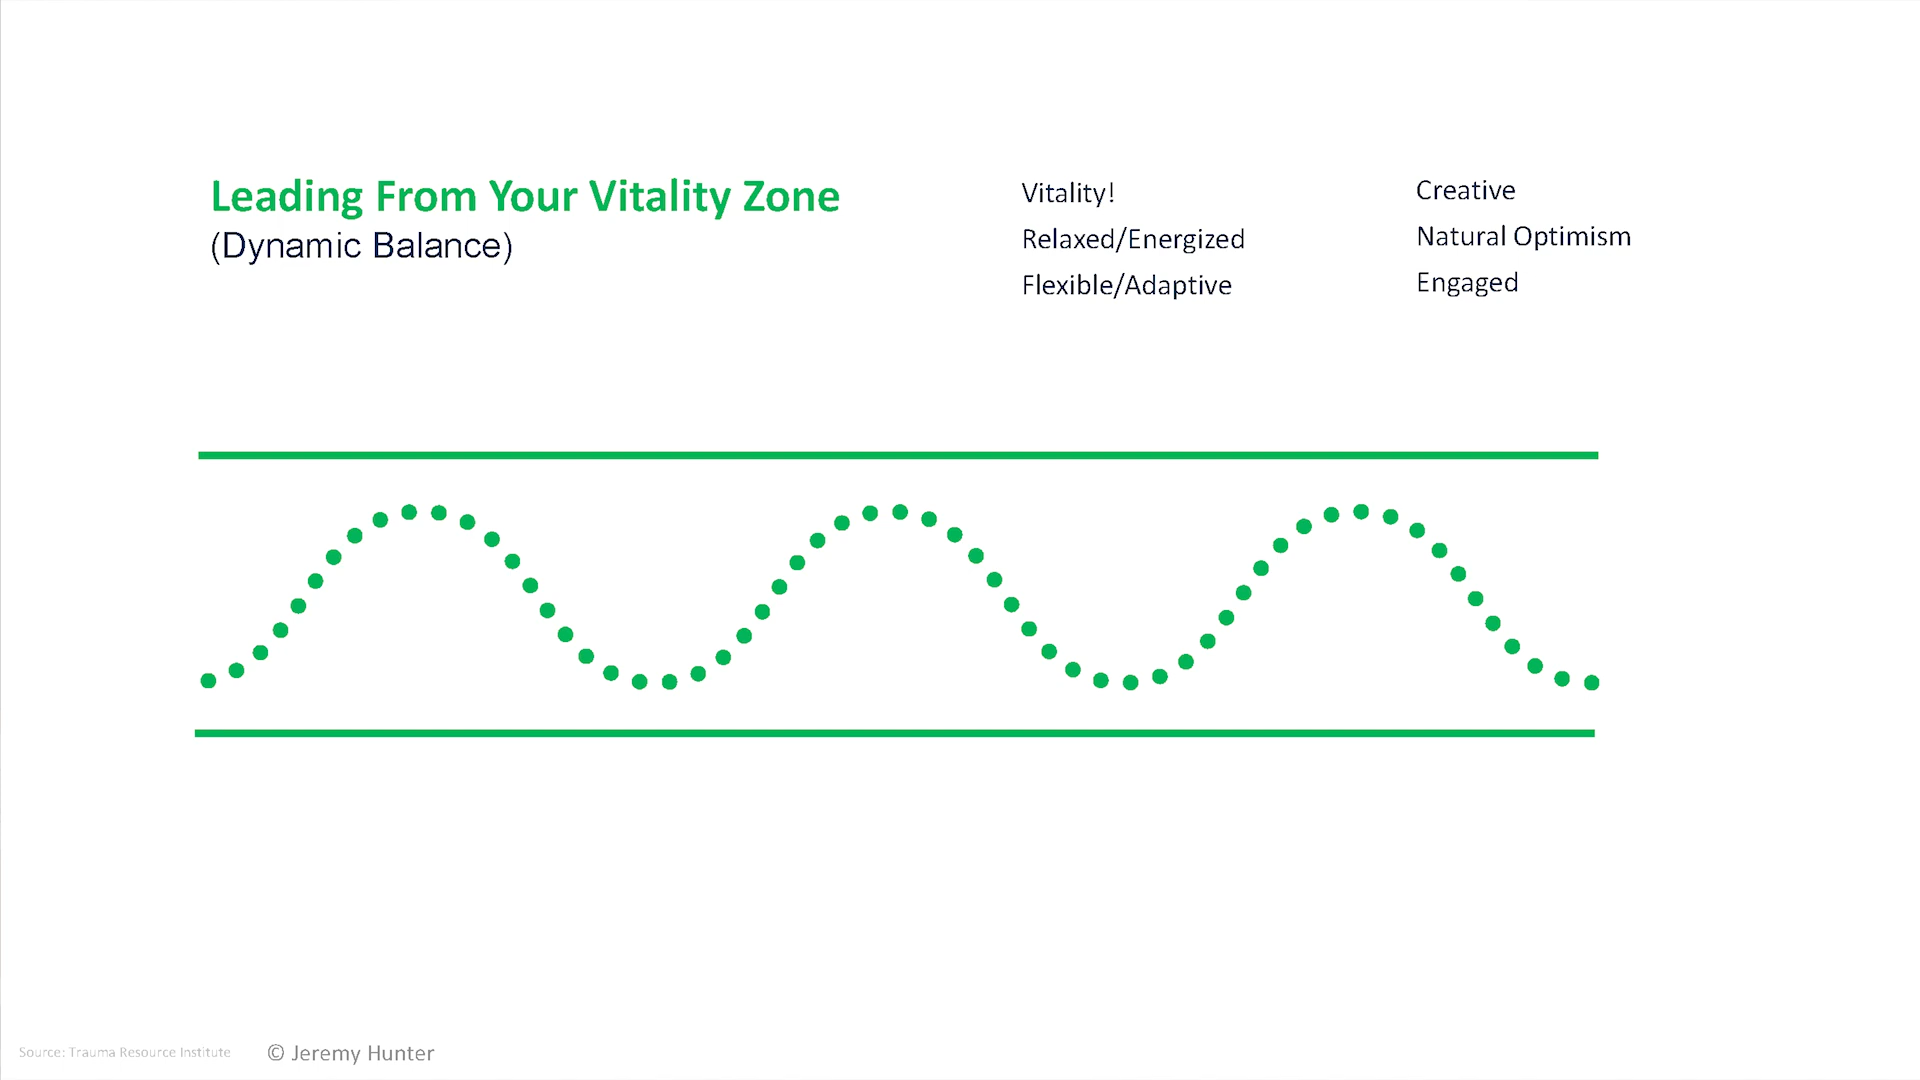 Leading From Your Vitality Zone
(Dynamic Balance)
Vitality!
Relaxed/Energized
Flexible/Adaptive
Creative
Natural Optimism
Engaged
Source: Trauma Resource Institute
© Jeremy Hunter